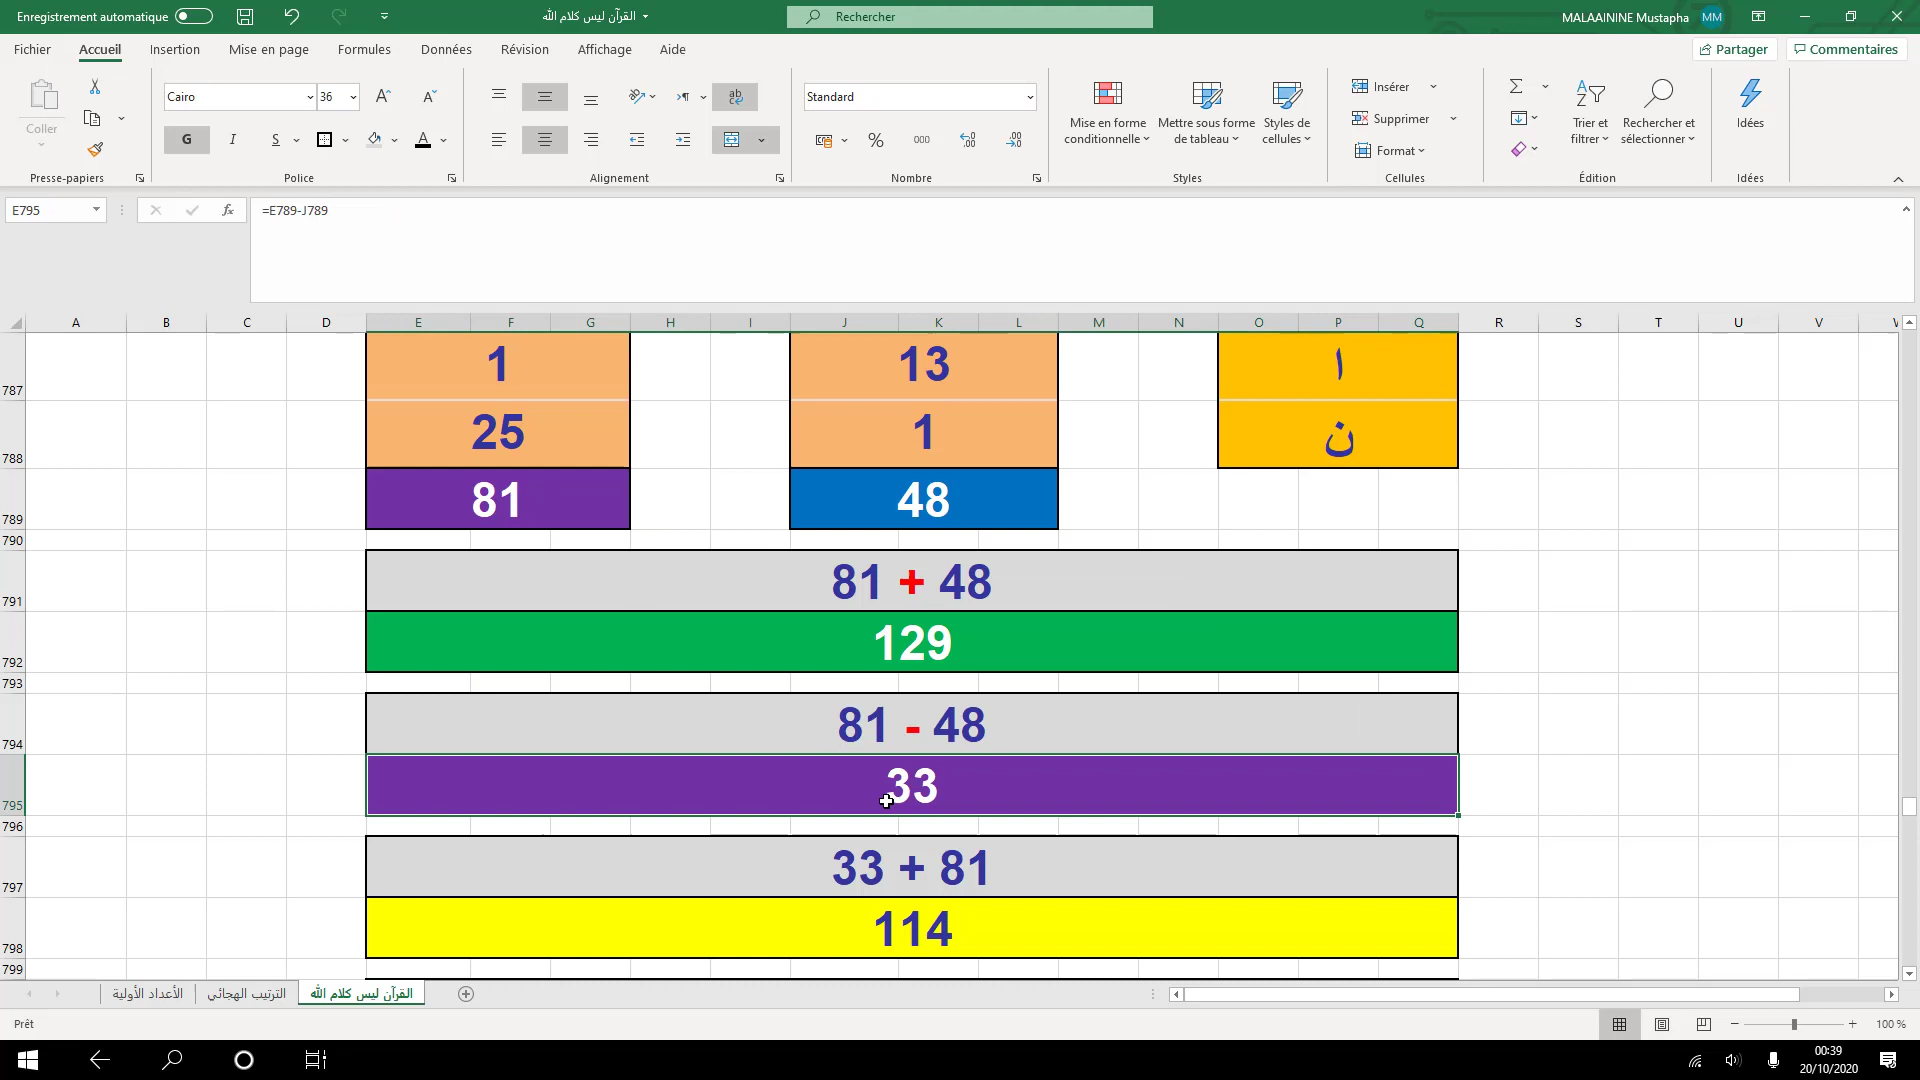 Enregistrement automatique
القرآن ليس كلام الله
Rechercher
MALAAININE Mustapha
MM
Fichier Accueil Insertion Mise en page Formules Données Révision Affichage Aide
Partager
Commentaires
Coller
Presse-papiers
Cairo 36
G I S
Police
Alignement
Standard
% 000
Nombre
Mise en forme conditionnelle
Mettre sous forme de tableau
Styles de cellules
Styles
Insérer
Supprimer
Format
Cellules
Trier et filtrer
Rechercher et sélectionner
Édition
Idées
Idées
E795
fx
=E789-J789
A B C D E F G H I J K L M N O P Q R S T U V
787 1 13 ا
788 25 1 ن
789 81 48
790
791 81 + 48
792 129
793
794 81 - 48
795 33
796
797 33 + 81
798 114
799
الأعداد الأولية
الترتيب الهجائي
القرآن ليس كلام الله
Prêt
100 %
00:39
20/10/2020